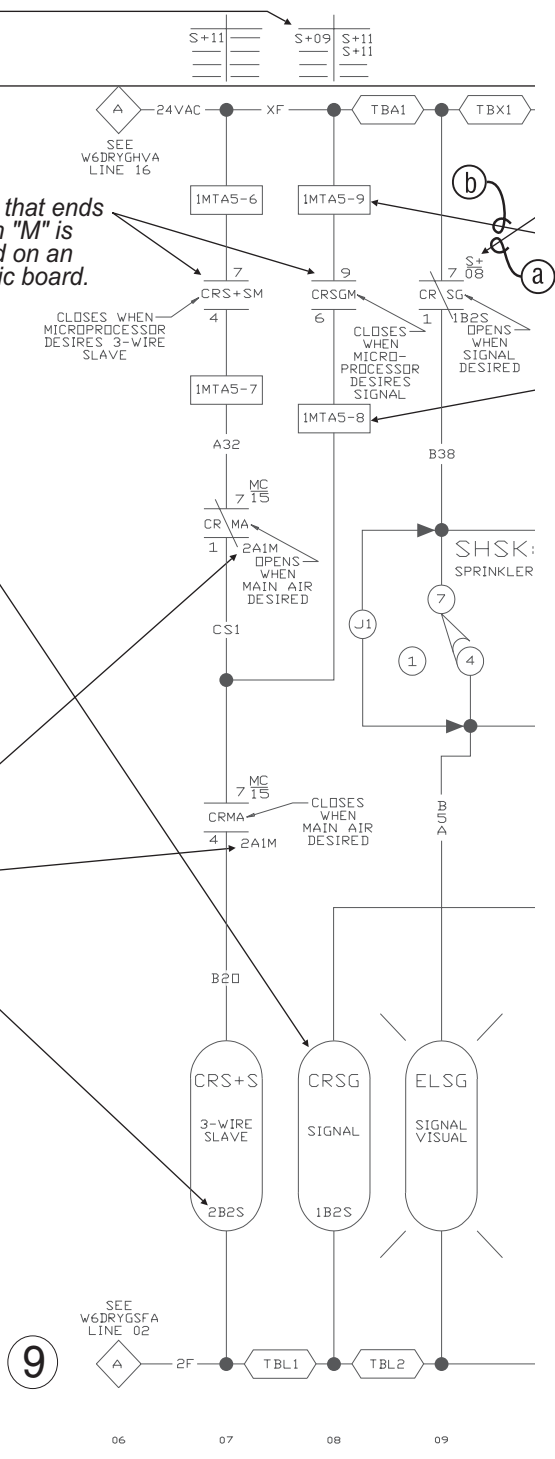 S+11
S+09 S+11
S+11
A
24VAC
XF
TBA1
TBX1
SEE
W6DRYGHVA
LINE 16
b
a
that ends
"M" is
d on an
ic board.
1MTA5-6
1MTA5-9
7
CRS+SM
4
9
CRSGM
6
S+
08
7
CR SG
1
1B2S
OPENS
WHEN
SIGNAL
DESIRED
CLOSES WHEN
MICROPROCESSOR
DESIRES 3-WIRE
SLAVE
CLOSES
WHEN
MICRO-
PROCESSOR
DESIRES
SIGNAL
1MTA5-7
1MTA5-8
A32
B38
MC
15
7
CR MA
1
2A1M
OPENS
WHEN
MAIN AIR
DESIRED
SHSK:
SPRINKLER
7
J1
1
4
CS1
MC
15
7
CRMA
4
2A1M
CLOSES
WHEN
MAIN AIR
DESIRED
B
5
A
B20
CRS+S
3-WIRE
SLAVE
2B2S
CRSG
SIGNAL
1B2S
ELSG
SIGNAL
VISUAL
SEE
W6DRYGSFA
LINE 02
9
A
2F
TBL1
TBL2
06 07 08 09